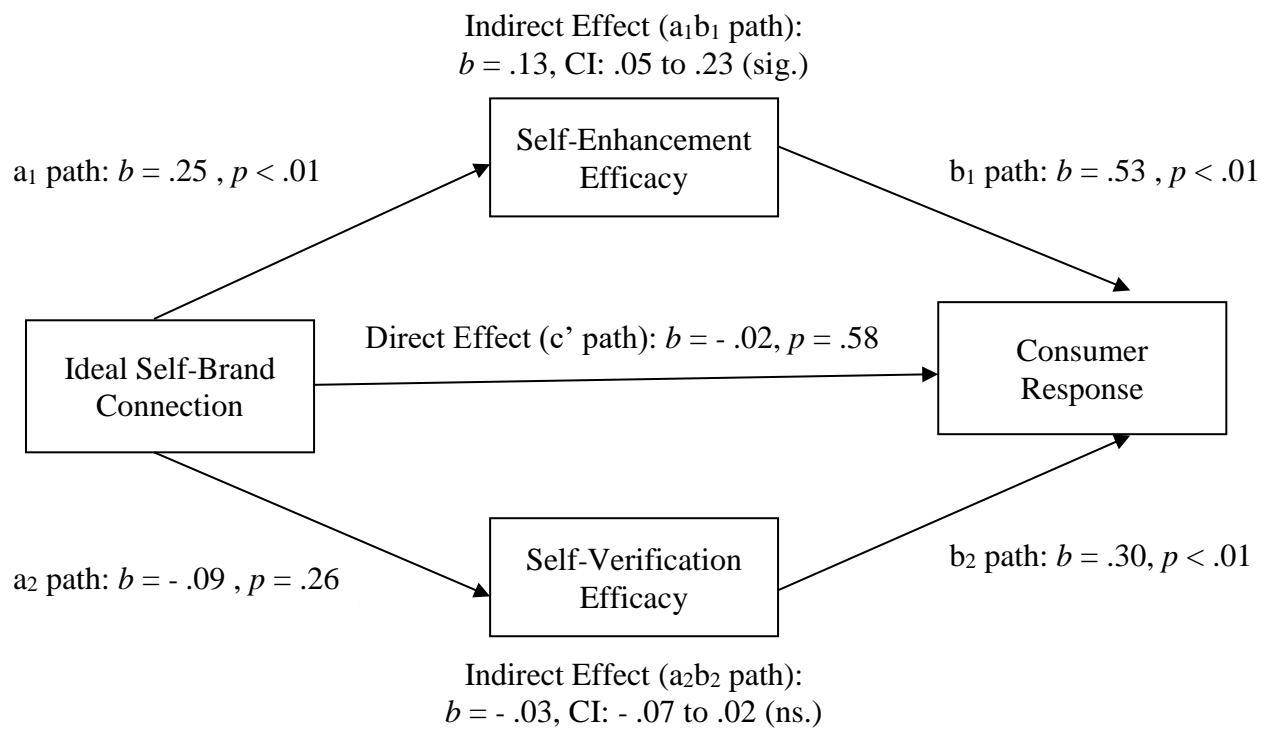 Indirect Effect (a₁b₁ path):
b = .13, CI: .05 to .23 (sig.)
Self-Enhancement
Efficacy
a₁ path: b = .25 , p < .01
b₁ path: b = .53 , p < .01
Direct Effect (c’ path): b = - .02, p = .58
Ideal Self-Brand
Connection
Consumer
Response
Self-Verification
Efficacy
a₂ path: b = - .09 , p = .26
b₂ path: b = .30, p < .01
Indirect Effect (a₂b₂ path):
b = - .03, CI: - .07 to .02 (ns.)